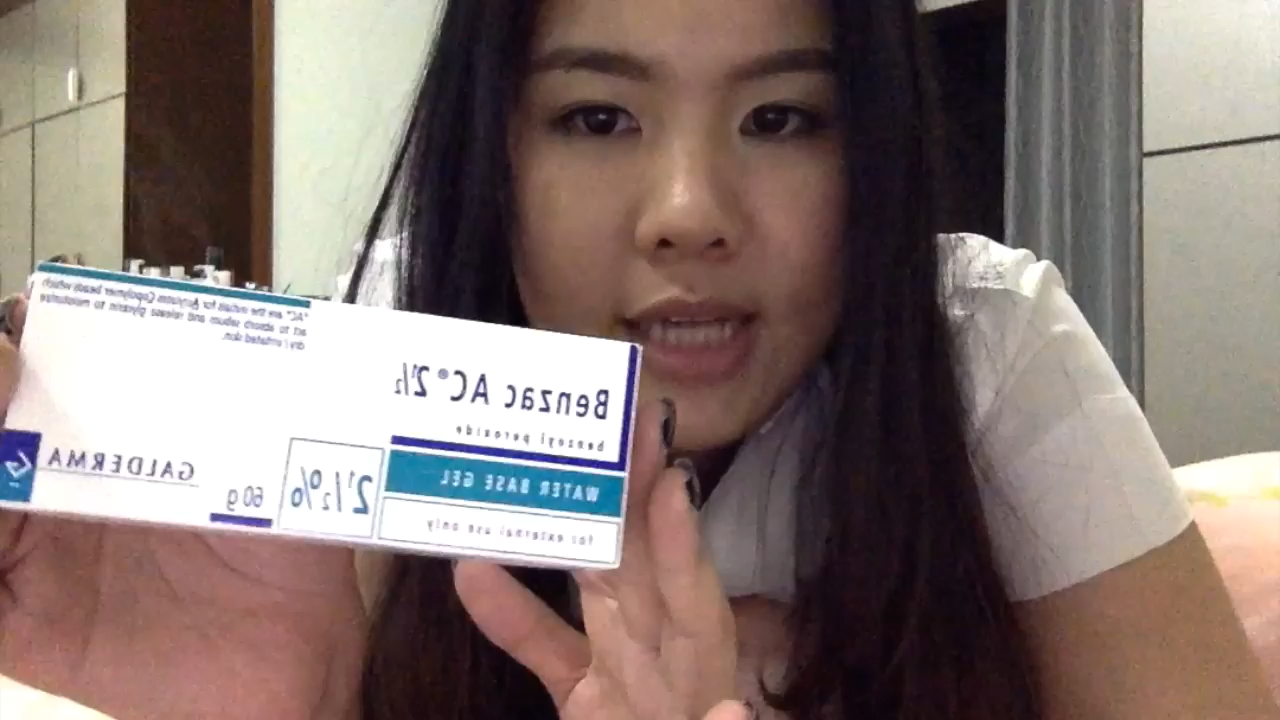 "AC" are the initials for Acrylates Copolymer beads which
act to absorb sebum and release glycerin to moisturize
dry / irritated skin.
Benzac AC® 2½
benzoyl peroxide
WATER BASE GEL
for external use only
2½%
60 g
GALDERMA